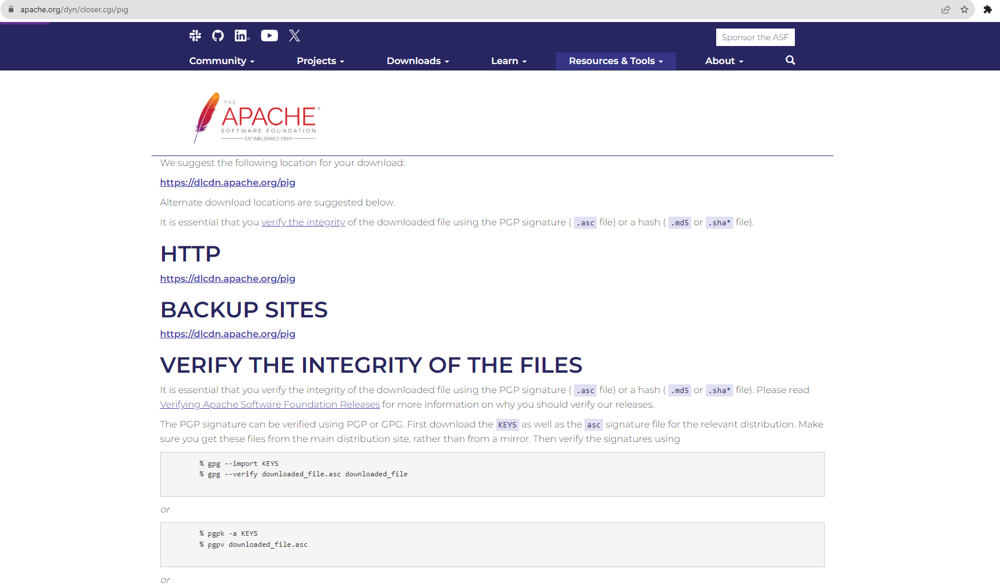 apache.org/dyn/closer.cgi/pig
Sponsor the ASF
Community Projects Downloads Learn Resources & Tools About
THE
APACHE®
SOFTWARE FOUNDATION
ESTABLISHED 1999
We suggest the following location for your download:
https://dlcdn.apache.org/pig
Alternate download locations are suggested below.
It is essential that you verify the integrity of the downloaded file using the PGP signature ( .asc file) or a hash ( .md5 or .sha* file).
HTTP
https://dlcdn.apache.org/pig
BACKUP SITES
https://dlcdn.apache.org/pig
VERIFY THE INTEGRITY OF THE FILES
It is essential that you verify the integrity of the downloaded file using the PGP signature ( .asc file) or a hash ( .md5 or .sha* file). Please read
Verifying Apache Software Foundation Releases for more information on why you should verify our releases.
The PGP signature can be verified using PGP or GPG. First download the KEYS as well as the asc signature file for the relevant distribution. Make
sure you get these files from the main distribution site, rather than from a mirror. Then verify the signatures using
% gpg --import KEYS
% gpg --verify downloaded_file.asc downloaded_file
or
% pgpk -a KEYS
% pgpv downloaded_file.asc
or